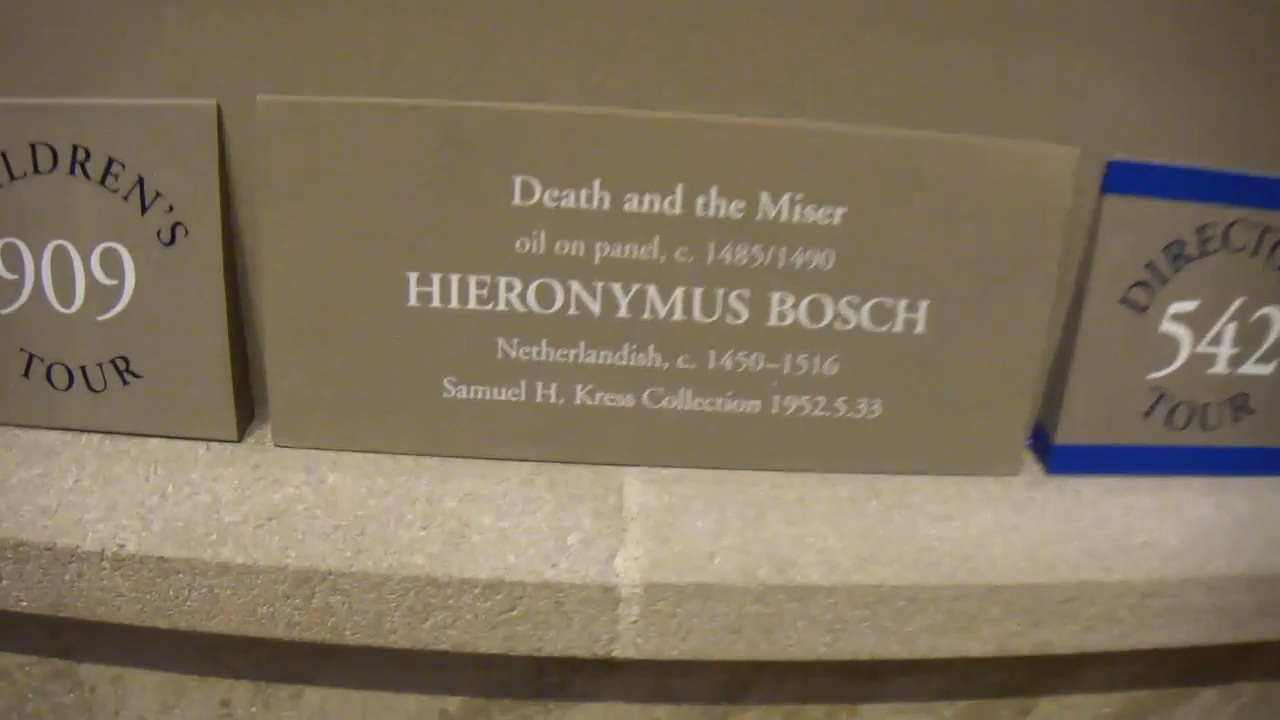 LDREN'S
909
TOUR
Death and the Miser
oil on panel, c. 1485/1490
HIERONYMUS BOSCH
Netherlandish, c. 1450–1516
Samuel H. Kress Collection 1952.5.33
DIRECTO
542
TOUR